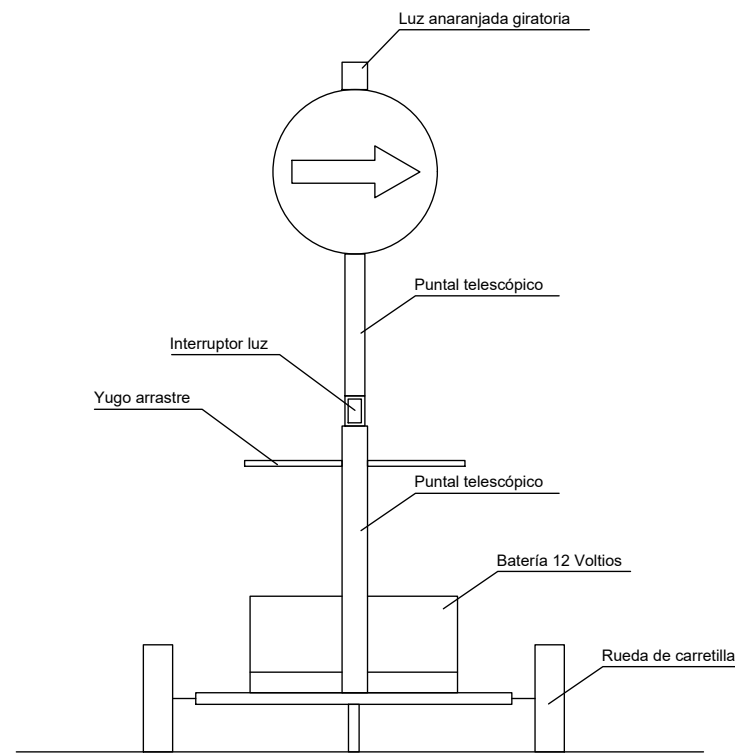 Luz anaranjada giratoria
Puntal telescópico
Interruptor luz
Yugo arrastre
Puntal telescópico
Batería 12 Voltios
Rueda de carretilla